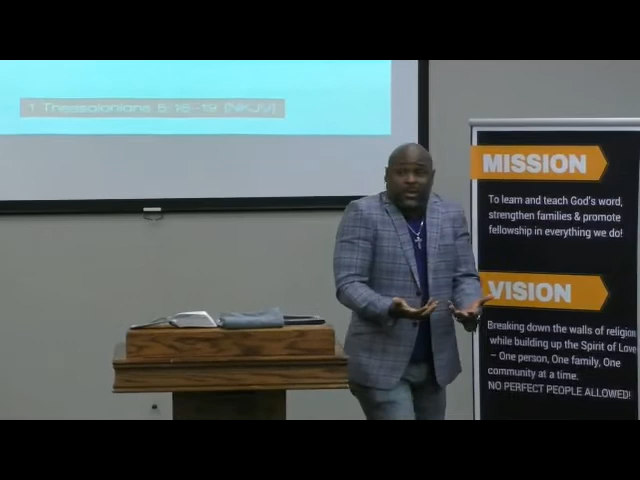 1 Thessalonians 5:16-19 (NKJV)
MISSION
To learn and teach God's word,
strengthen families & promote
fellowship in everything we do!
VISION
Breaking down the walls of religion
while building up the Spirit of Love
– One person, One family, One
community at a time.
NO PERFECT PEOPLE ALLOWED!